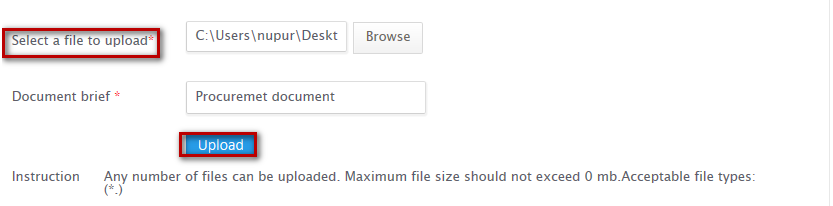 Select a file to upload* C:\Users\nupur\Deskt Browse
Document brief * Procuremet document
Upload
Instruction Any number of files can be uploaded. Maximum file size should not exceed 0 mb.Acceptable file types:
(*.)